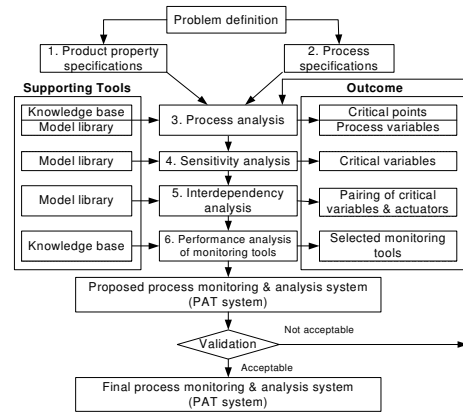 Problem definition
1. Product property
specifications
2. Process
specifications
Supporting Tools
Outcome
Knowledge base
Model library
3. Process analysis
Critical points
Process variables
Model library
4. Sensitivity analysis
Critical variables
Model library
5. Interdependency
analysis
Pairing of critical
variables & actuators
Knowledge base
6. Performance analysis
of monitoring tools
Selected monitoring
tools
Proposed process monitoring & analysis system
(PAT system)
Not acceptable
Validation
Acceptable
Final process monitoring & analysis system
(PAT system)